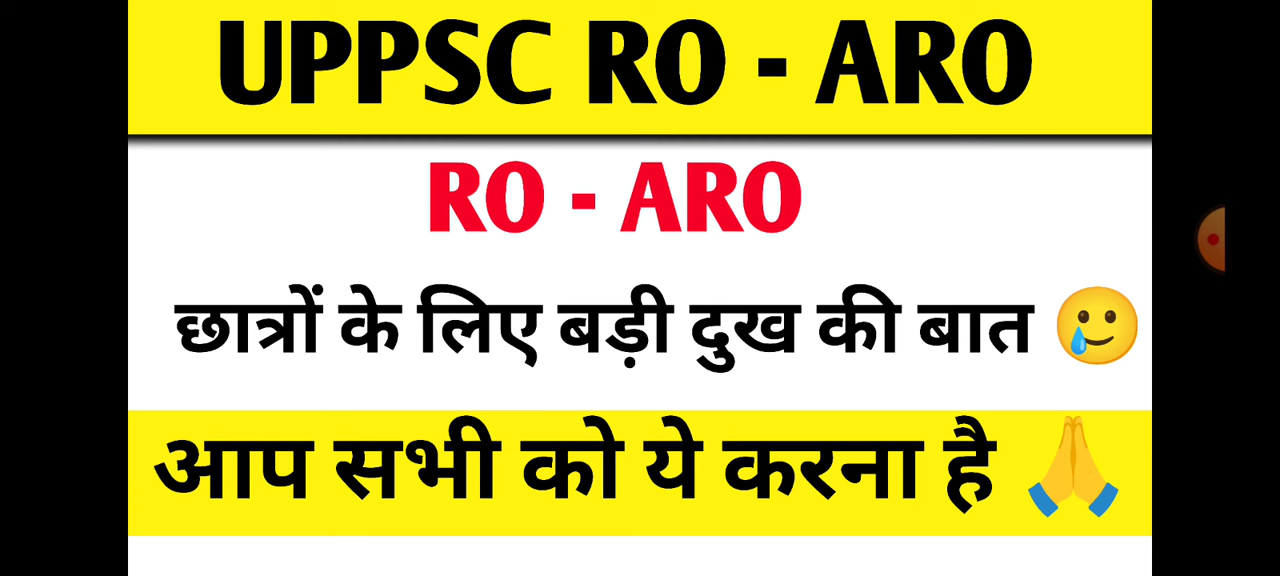 UPPSC RO - ARO
RO - ARO
छात्रों के लिए बड़ी दुख की बात 🥲
आप सभी को ये करना है 🙏